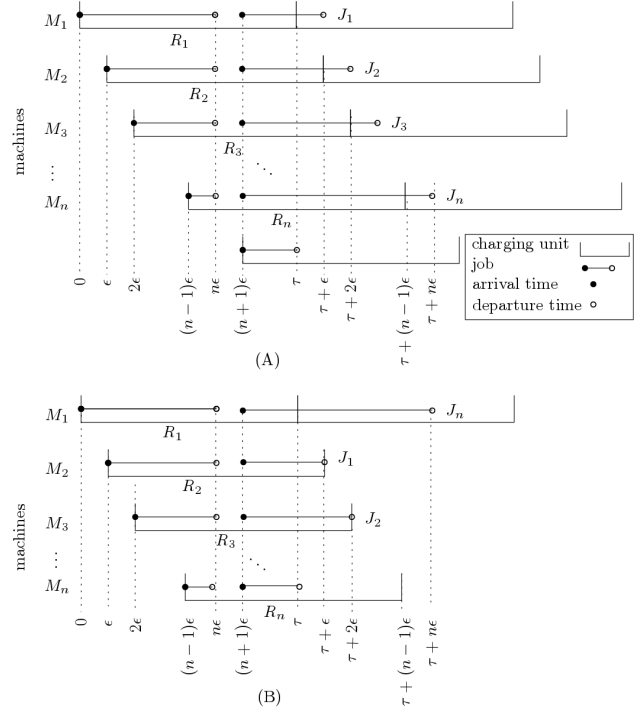 M₁
R₁
J₁
M₂
R₂
J₂
M₃
R₃
J₃
machines
...
Mₙ
Rₙ
Jₙ
charging unit
job
arrival time
departure time
0
ϵ
2ϵ
(n − 1)ϵ
nϵ
(n + 1)ϵ
τ
τ + ϵ
τ + 2ϵ
τ + (n − 1)ϵ
τ + nϵ
(A)
M₁
R₁
Jₙ
M₂
R₂
J₁
M₃
R₃
J₂
machines
...
Mₙ
Rₙ
0
ϵ
2ϵ
(n − 1)ϵ
nϵ
(n + 1)ϵ
τ
τ + ϵ
τ + 2ϵ
τ + (n − 1)ϵ
τ + nϵ
(B)